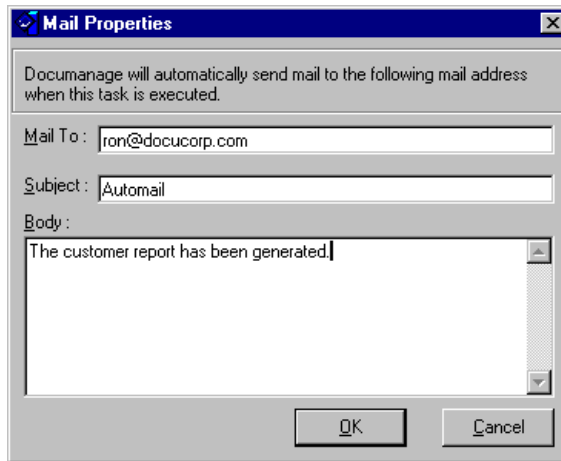 Mail Properties
Documanage will automatically send mail to the following mail address
when this task is executed.
Mail To : ron@docucorp.com
Subject : Automail
Body :
The customer report has been generated.
OK Cancel